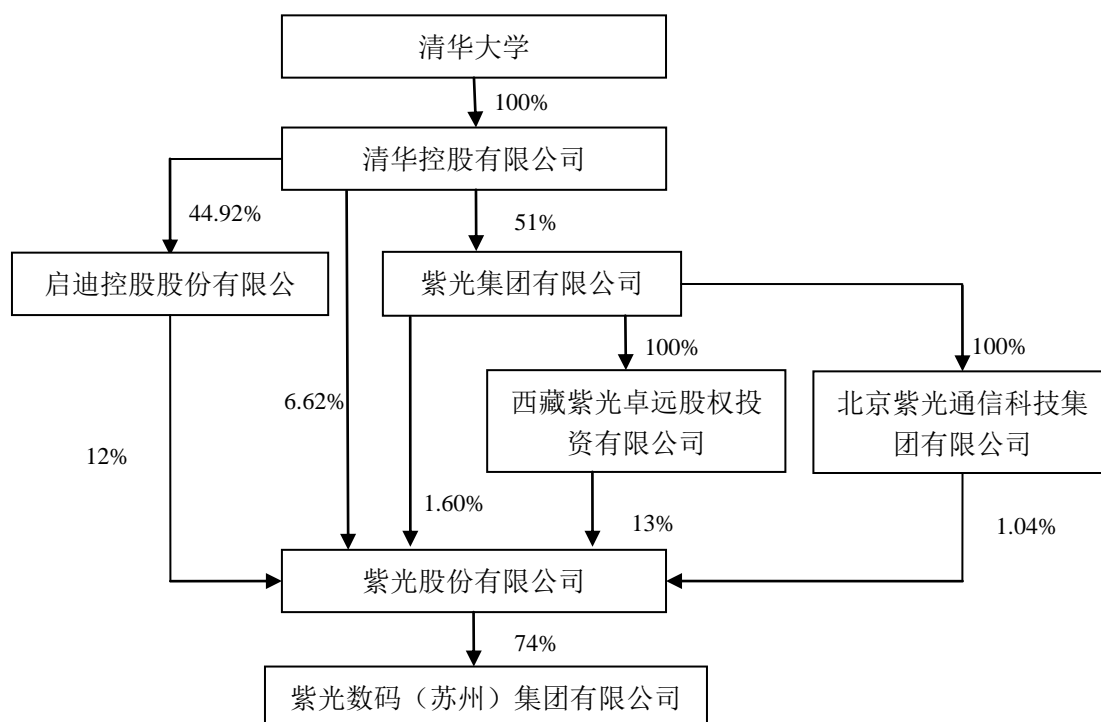 清华大学
100%
清华控股有限公司
44.92%
51%
启迪控股股份有限公
紫光集团有限公司
100%
100%
6.62%
西藏紫光卓远股权投
资有限公司
北京紫光通信科技集
团有限公司
12%
1.60%
13%
1.04%
紫光股份有限公司
74%
紫光数码（苏州）集团有限公司